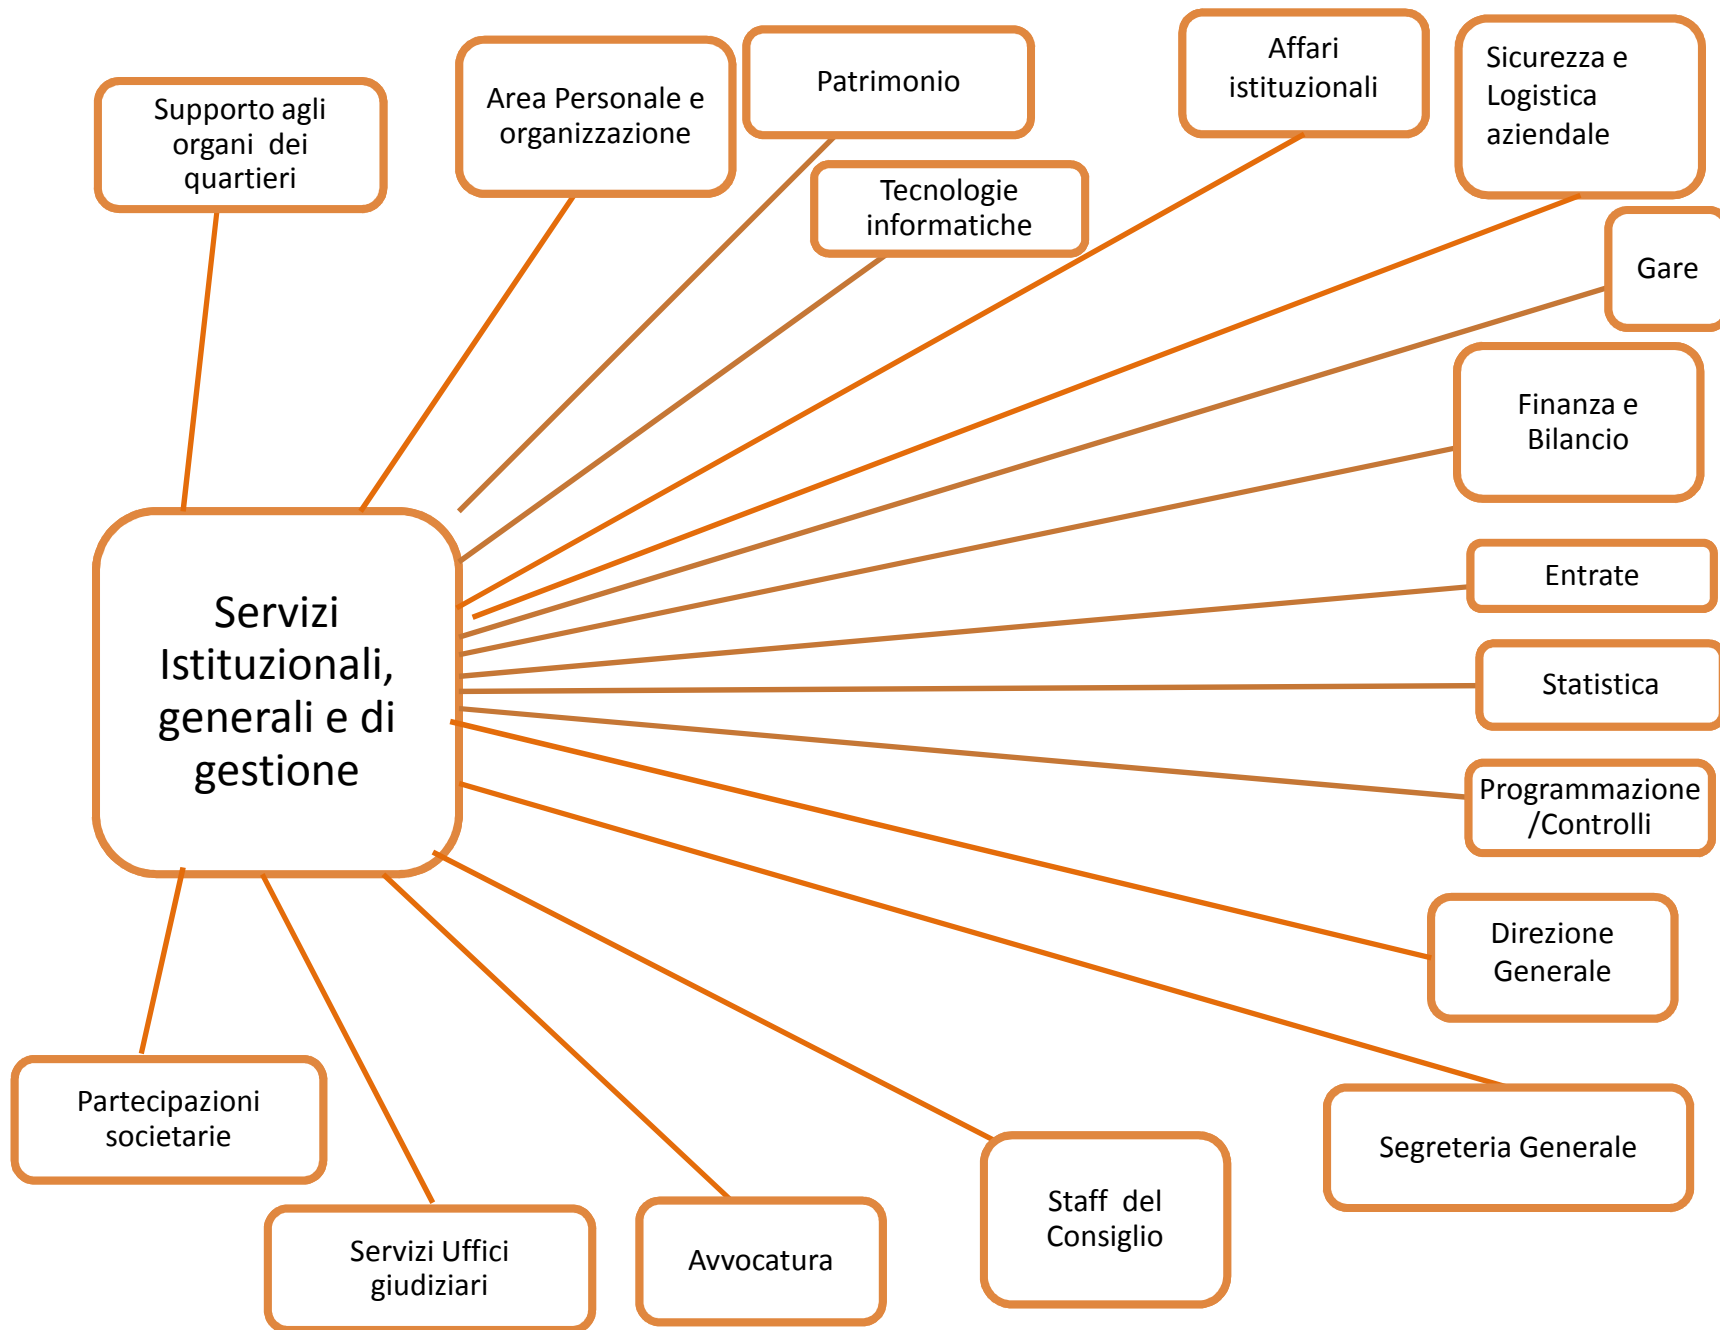 Supporto agli
organi dei
quartieri
Area Personale e
organizzazione
Patrimonio
Tecnologie
informatiche
Affari
istituzionali
Sicurezza e
Logistica
aziendale
Gare
Finanza e
Bilancio
Entrate
Statistica
Programmazione
/Controlli
Direzione
Generale
Segreteria Generale
Servizi
Istituzionali,
generali e di
gestione
Partecipazioni
societarie
Servizi Uffici
giudiziari
Avvocatura
Staff del
Consiglio